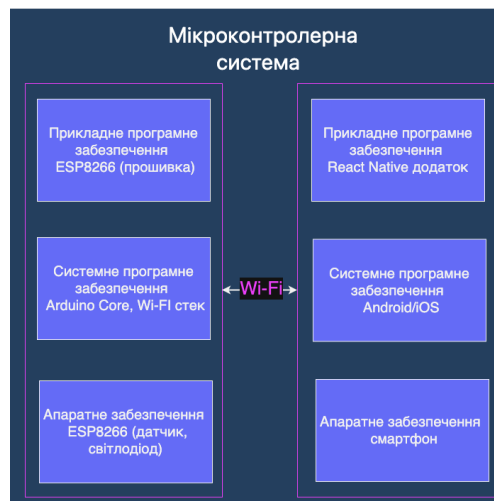 Мікроконтролерна
система
Прикладне програмне
забезпечення
ESP8266 (прошивка)
Системне програмне
забезпечення
Arduino Core, Wi-FI стек
Апаратне забезпечення
ESP8266 (датчик,
світлодіод)
Wi-Fi
Прикладне програмне
забезпечення
React Native додаток
Системне програмне
забезпечення
Android/iOS
Апаратне забезпечення
смартфон